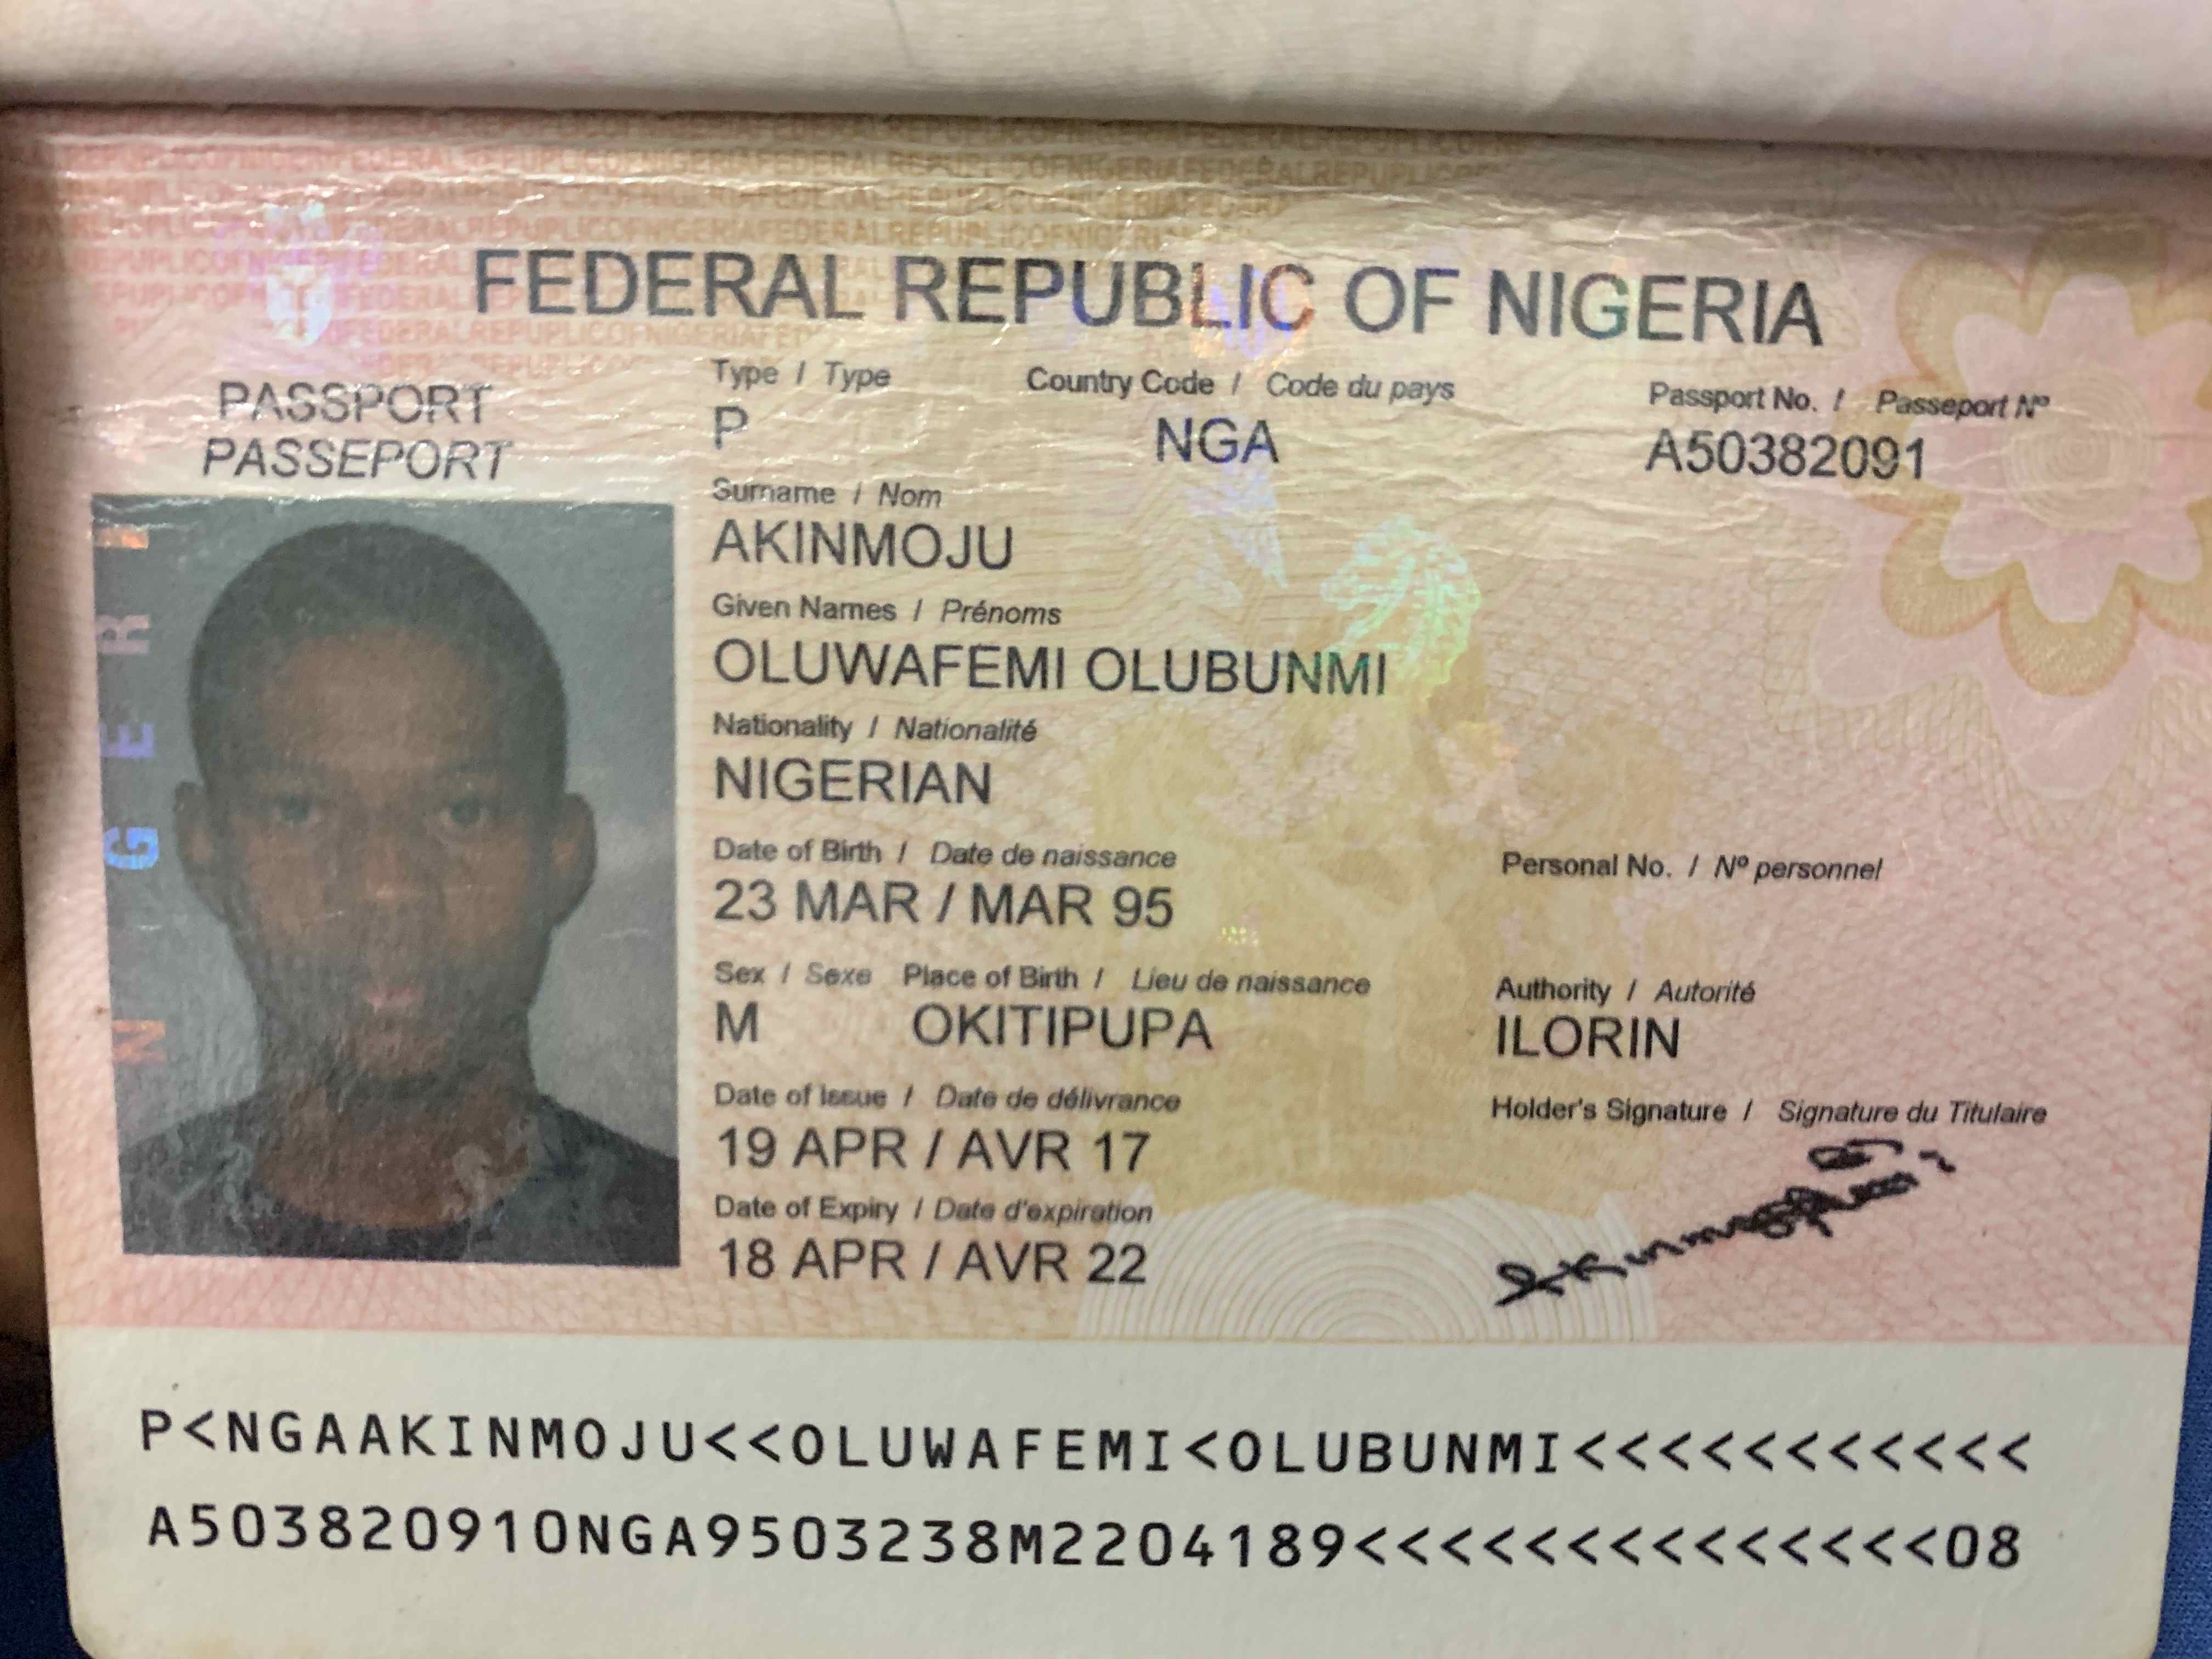 FEDERAL REPUBLIC OF NIGERIA
PASSPORT
PASSEPORT
Type / Type
Country Code / Code du pays
Passport No. / Passeport Nº
P
NGA
A50382091
Surname / Nom
AKINMOJU
Given Names / Prénoms
OLUWAFEMI OLUBUNMI
Nationality / Nationalité
NIGERIAN
Date of Birth / Date de naissance
Personal No. / Nº personnel
23 MAR / MAR 95
Sex / Sexe Place of Birth / Lieu de naissance
Authority / Autorité
M OKITIPUPA
ILORIN
Date of Issue / Date de délivrance
Holder's Signature / Signature du Titulaire
19 APR / AVR 17
Date of Expiry / Date d'expiration
18 APR / AVR 22
P<NGAAKINMOJU<<OLUWAFEMI<OLUBUNMI<<<<<<<<<<<
A503820910NGA9503238M2204189<<<<<<<<<<<<<<08